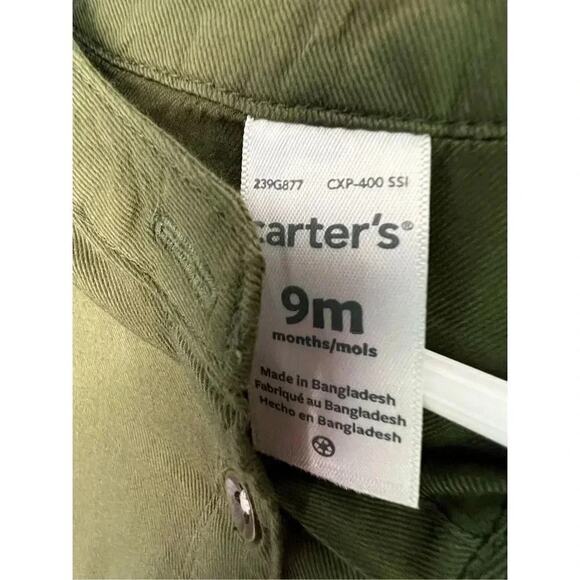 239G877 CXP-400 SSI
carter's®
9m
months/mois
Made in Bangladesh
Fabriqué au Bangladesh
Hecho en Bangladesh